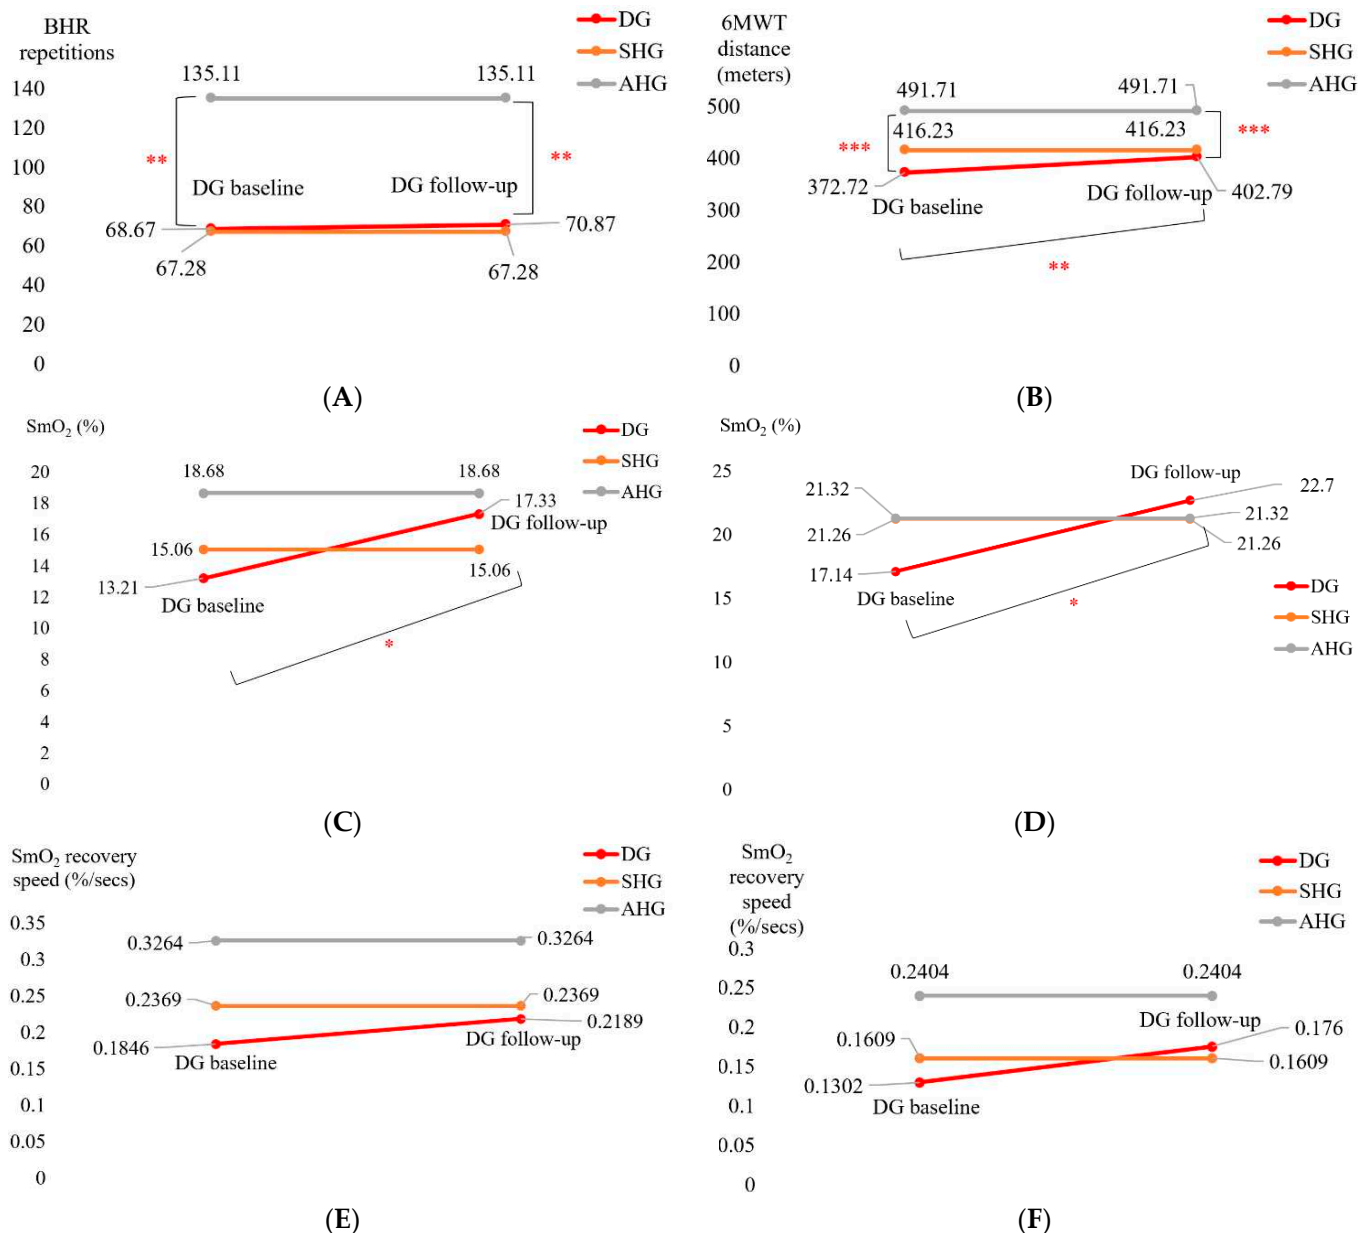 BHR
repetitions
DG
SHG
AHG
140
120
100
80
60
40
20
0
135.11
135.11
**
**
DG baseline
DG follow-up
68.67
70.87
67.28
67.28
(A)
6MWT
distance
(meters)
DG
SHG
AHG
500
400
300
200
100
0
491.71
491.71
416.23
416.23
***
***
372.72
402.79
DG baseline
DG follow-up
**
(B)
SmO₂ (%)
DG
SHG
AHG
20
18
16
14
12
10
8
6
4
2
0
18.68
18.68
17.33
DG follow-up
15.06
15.06
13.21
DG baseline
*
(C)
SmO₂ (%)
25
20
15
10
5
0
DG follow-up
22.7
21.32
21.32
21.26
21.26
17.14
DG baseline
*
DG
SHG
AHG
(D)
SmO₂ recovery
speed (%/secs)
DG
SHG
AHG
0.35
0.3
0.25
0.2
0.15
0.1
0.05
0
0.3264
0.3264
0.2369
0.2369
0.2189
0.1846
DG follow-up
DG baseline
(E)
SmO₂
recovery
speed
(%/secs)
DG
SHG
AHG
0.3
0.25
0.2
0.15
0.1
0.05
0
0.2404
0.2404
DG follow-up
0.176
0.1609
0.1609
0.1302
DG baseline
(F)